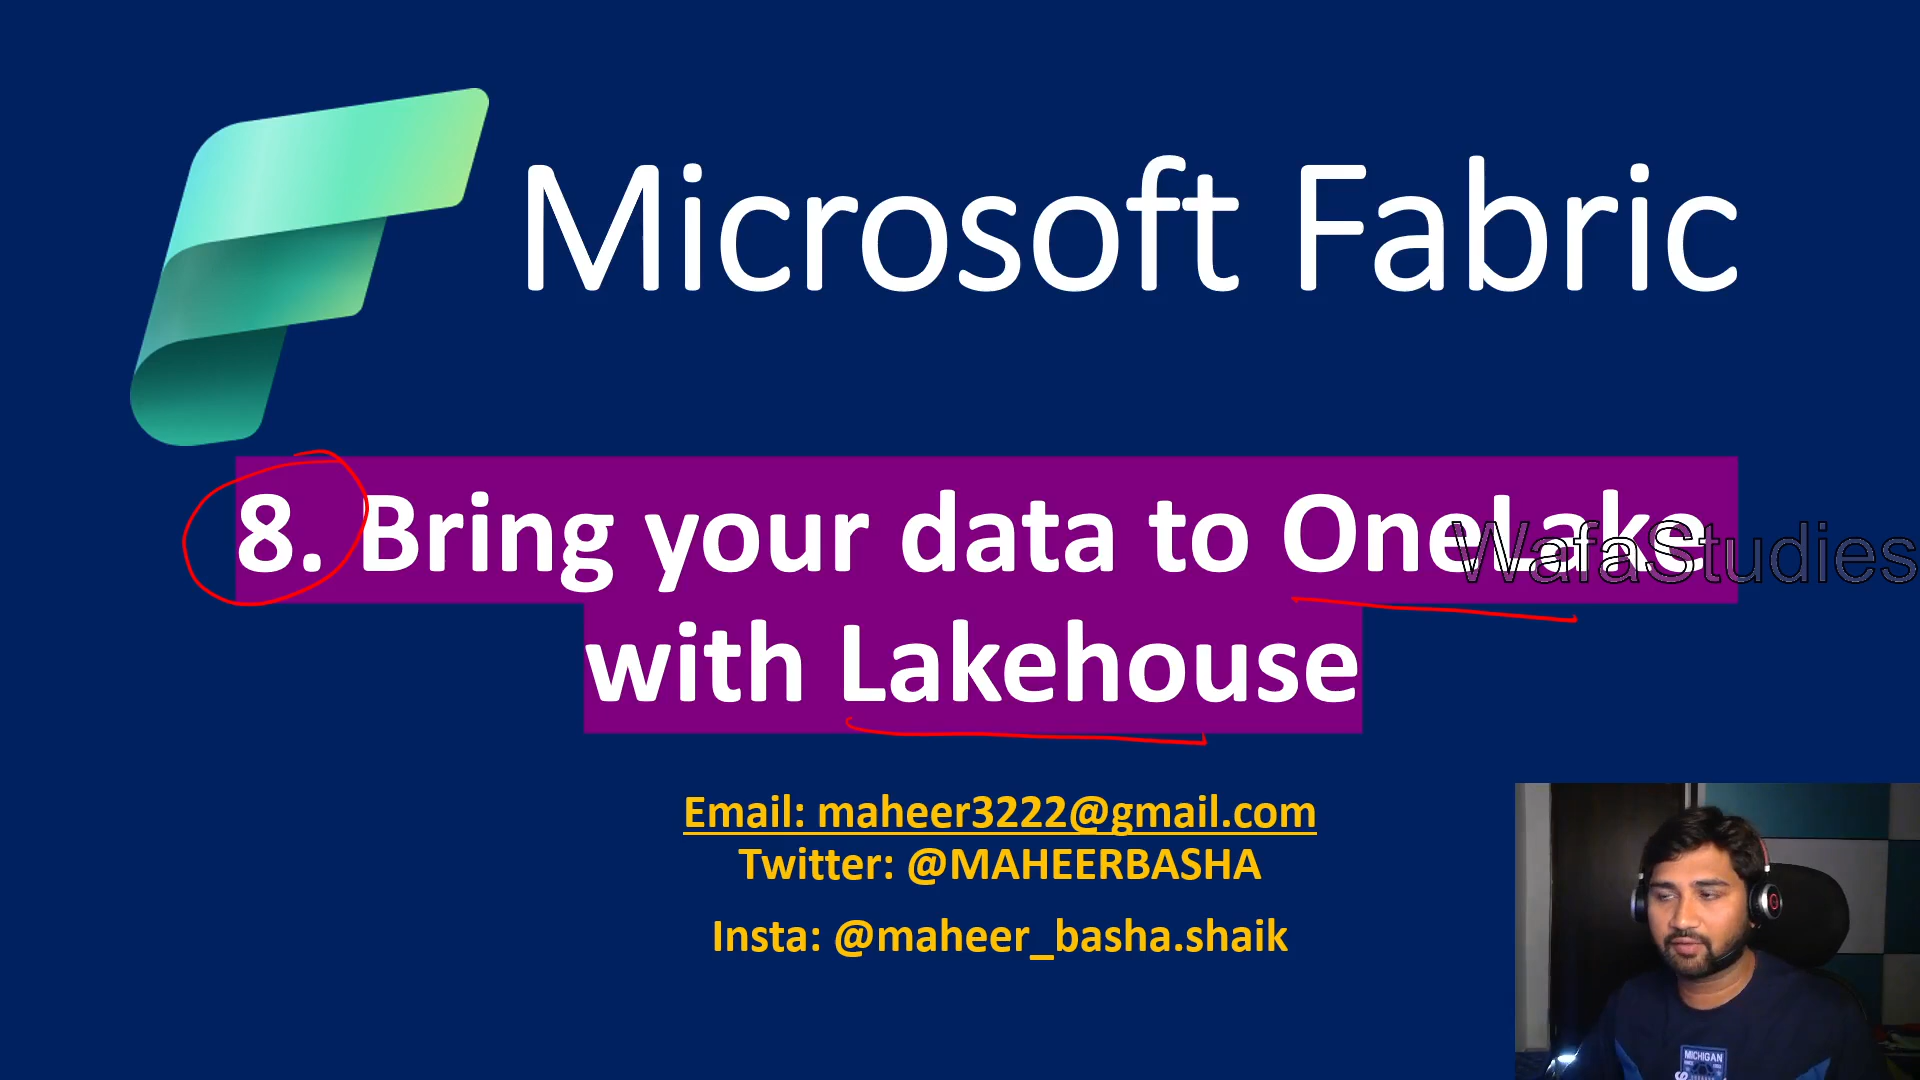 Microsoft Fabric
8. Bring your data to OneLake
WafaStudies
with Lakehouse
Email: maheer3222@gmail.com
Twitter: @MAHEERBASHA
Insta: @maheer_basha.shaik
MICHIGAN